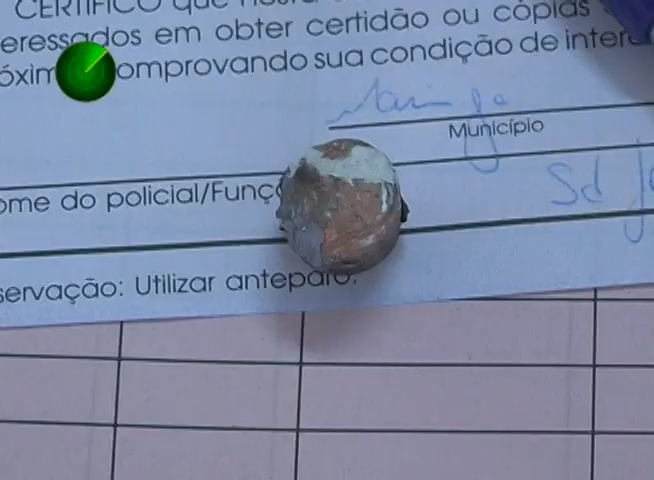 CERTIFICO que
eressados em obter certidão ou cópias
óxim omprovando sua condição de inter
Município
ome do policial/Funç
Sd
servação: Utilizar anteparo.